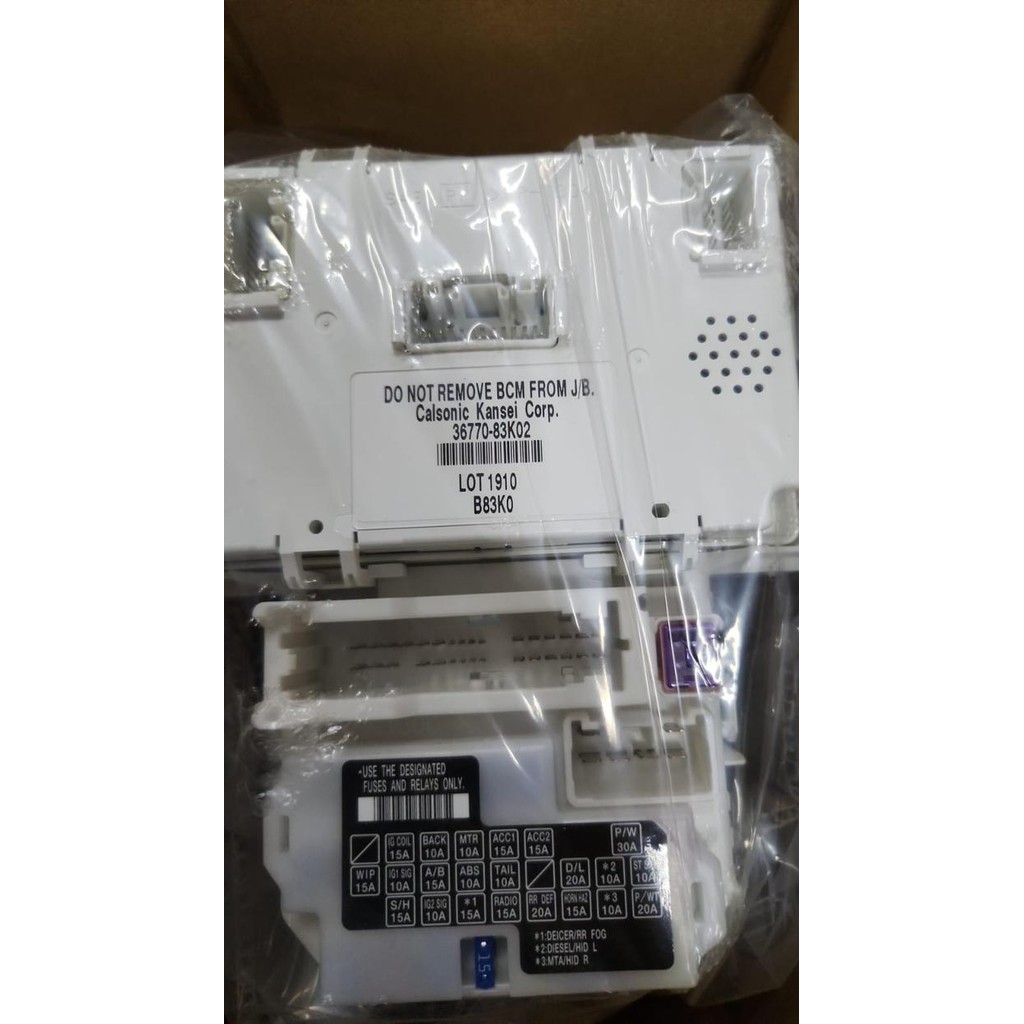 DO NOT REMOVE BCM FROM J/B.
Calsonic Kansei Corp.
36770-83K02
LOT 1910
B83K0
USE THE DESIGNATED
FUSES AND RELAYS ONLY.
IG COIL 15A
BACK 10A
MTR 10A
ACC1 15A
ACC2 15A
P/W 30A
WIP 15A
IG1 SIG 10A
A/B 15A
ABS 10A
TAIL 10A
D/L 20A
*2 10A
ST 10A
S/H 15A
IG2 SIG 10A
*1 15A
RADIO 15A
RR DEF 20A
HORN HAZ 15A
*3 10A
P/WT 20A
*1:DEICER/RR FOG
*2:DIESEL/HID L
*3:MTA/HID R
15